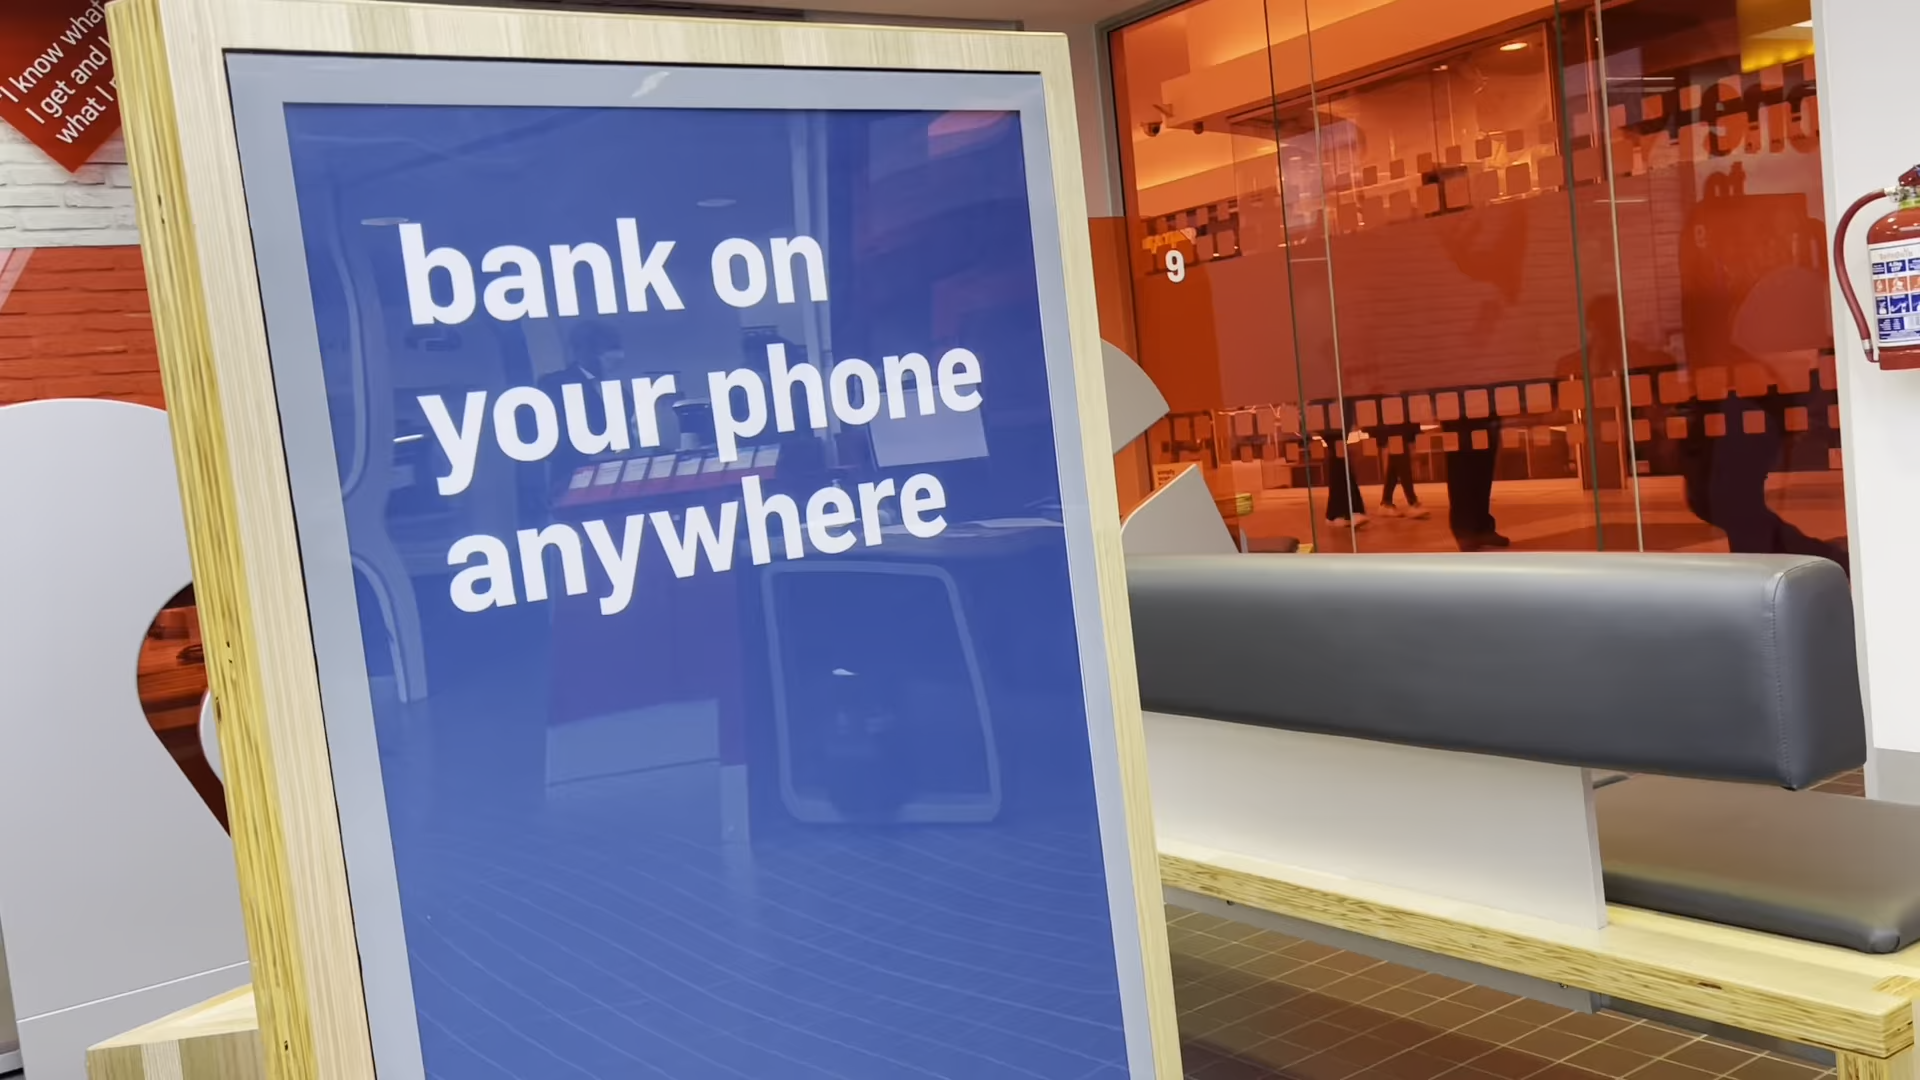 "I know what
I get and I
what I
bank on
your phone
anywhere
9